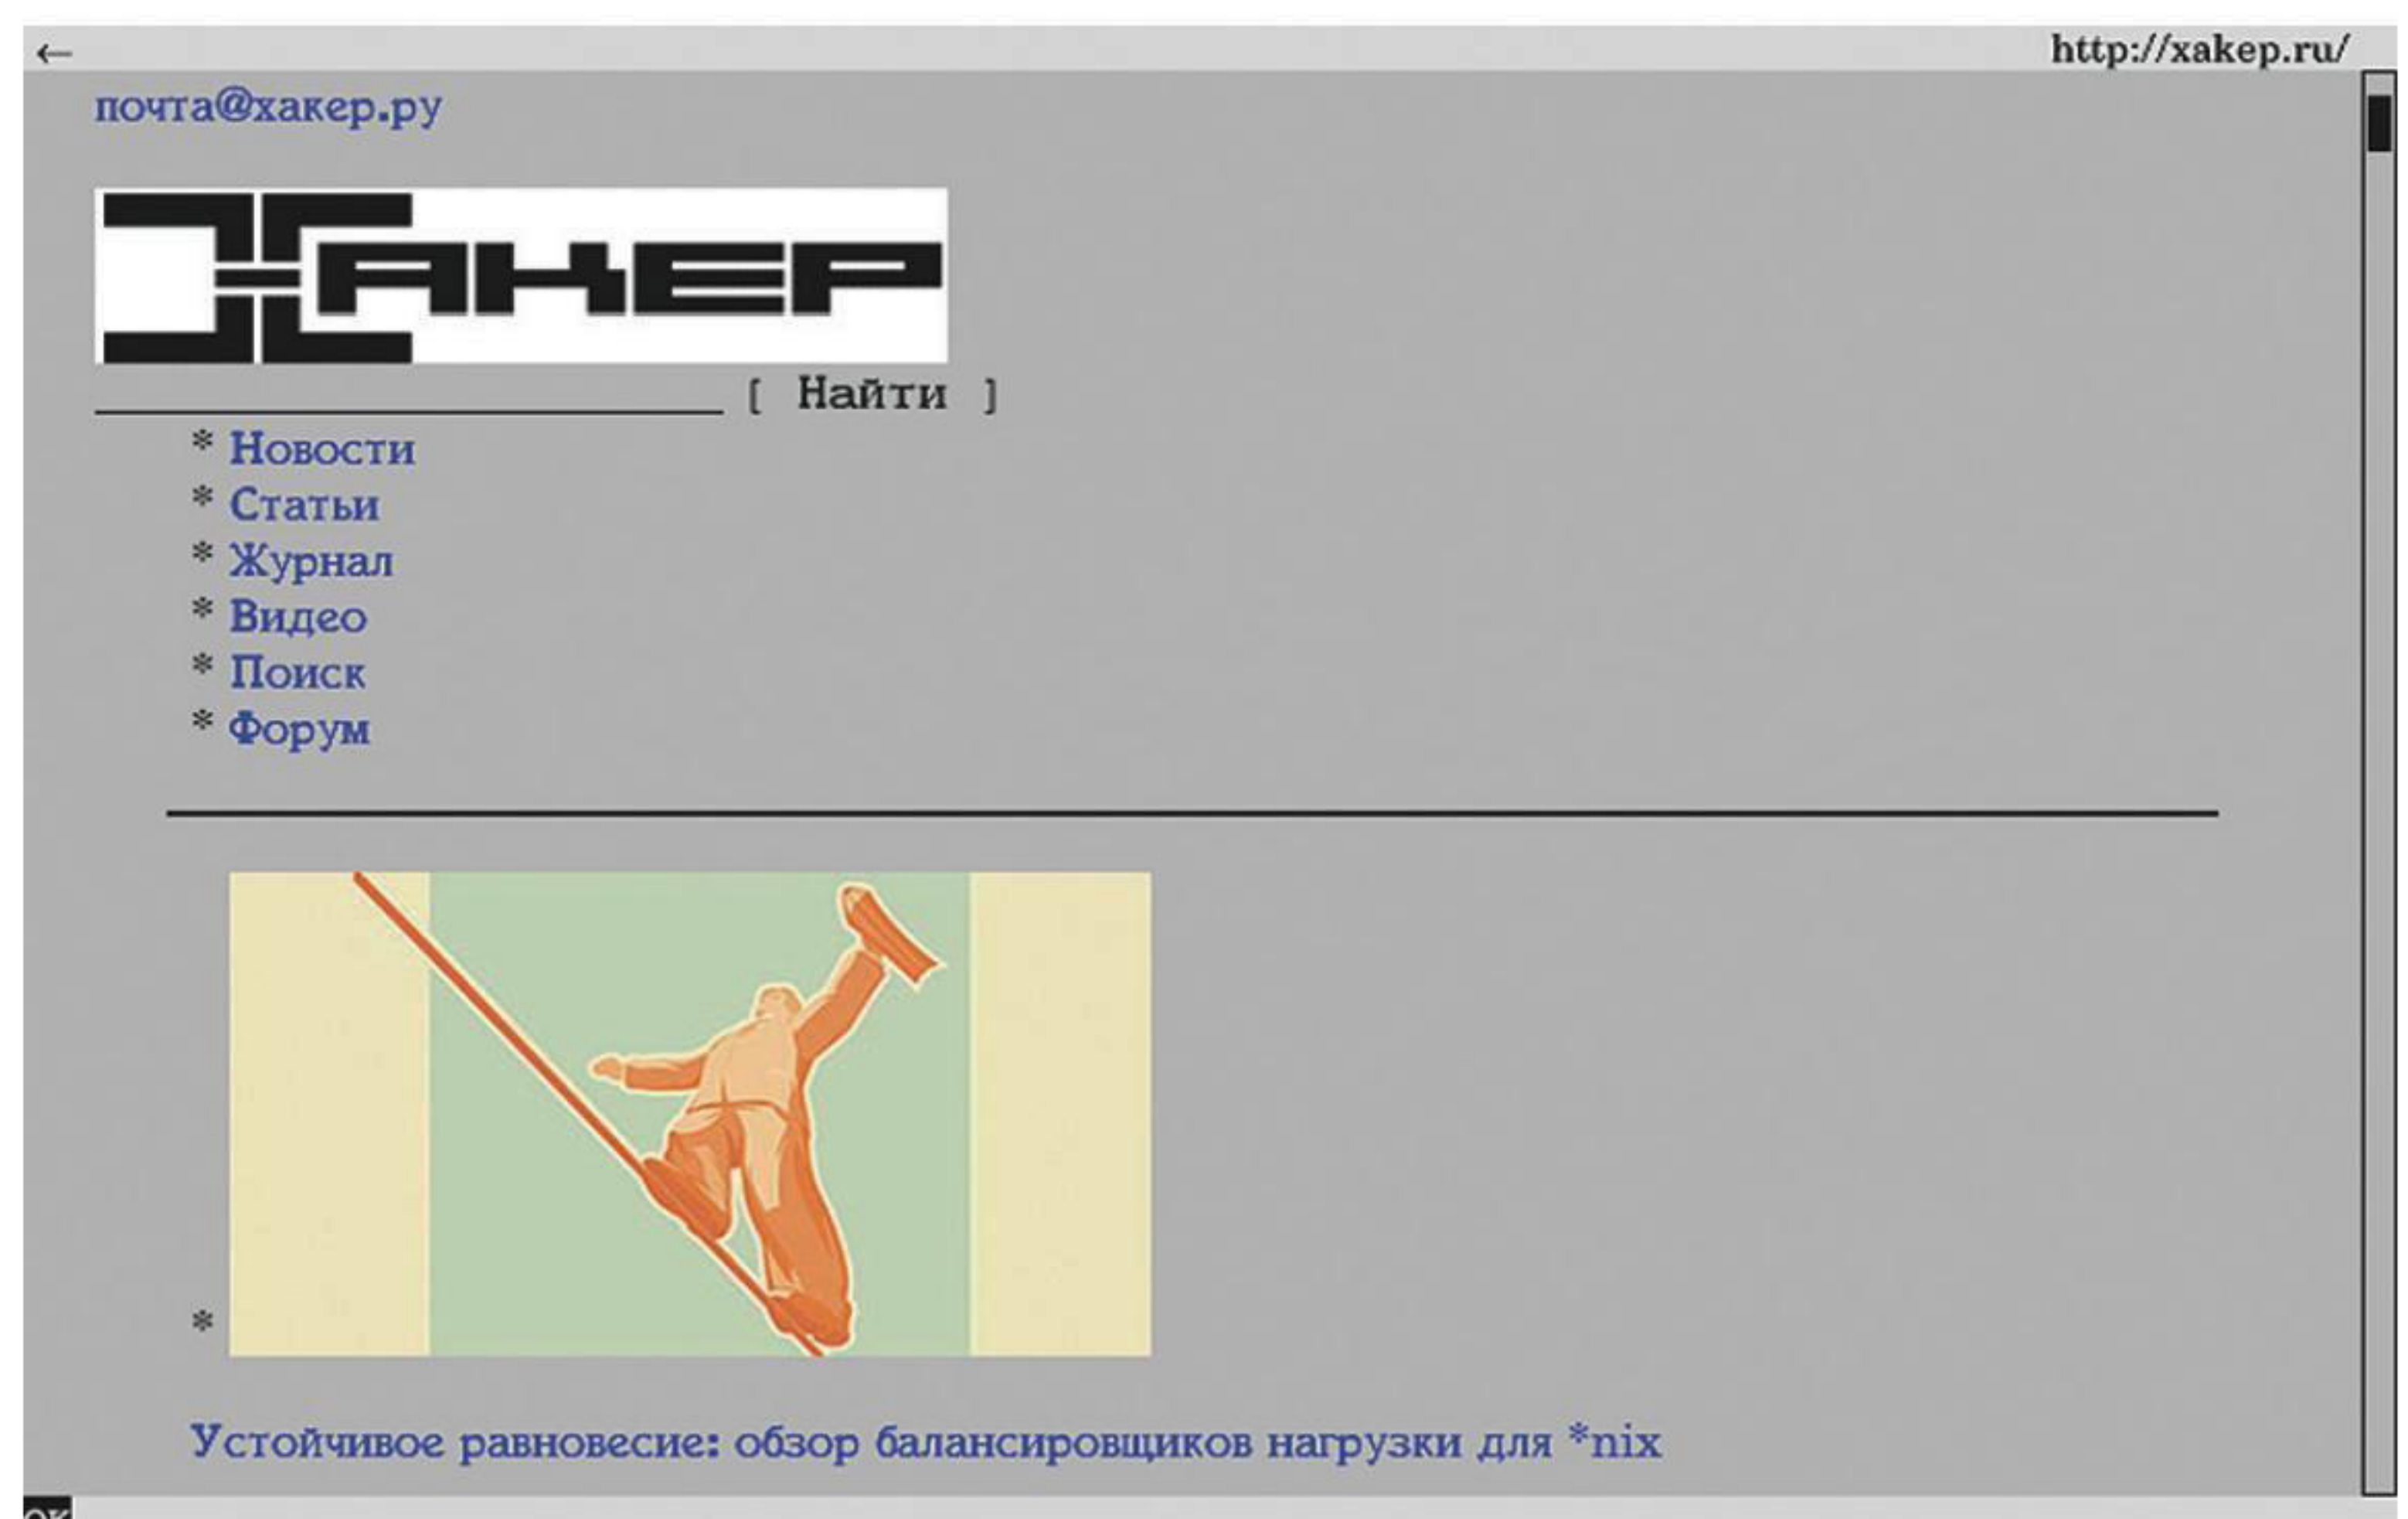 ← http://xakep.ru/
почта@хакер.ру
ХАКЕР
[ Найти ]
* Новости
* Статьи
* Журнал
* Видео
* Поиск
* Форум
*
Устойчивое равновесие: обзор балансировщиков нагрузки для *nix